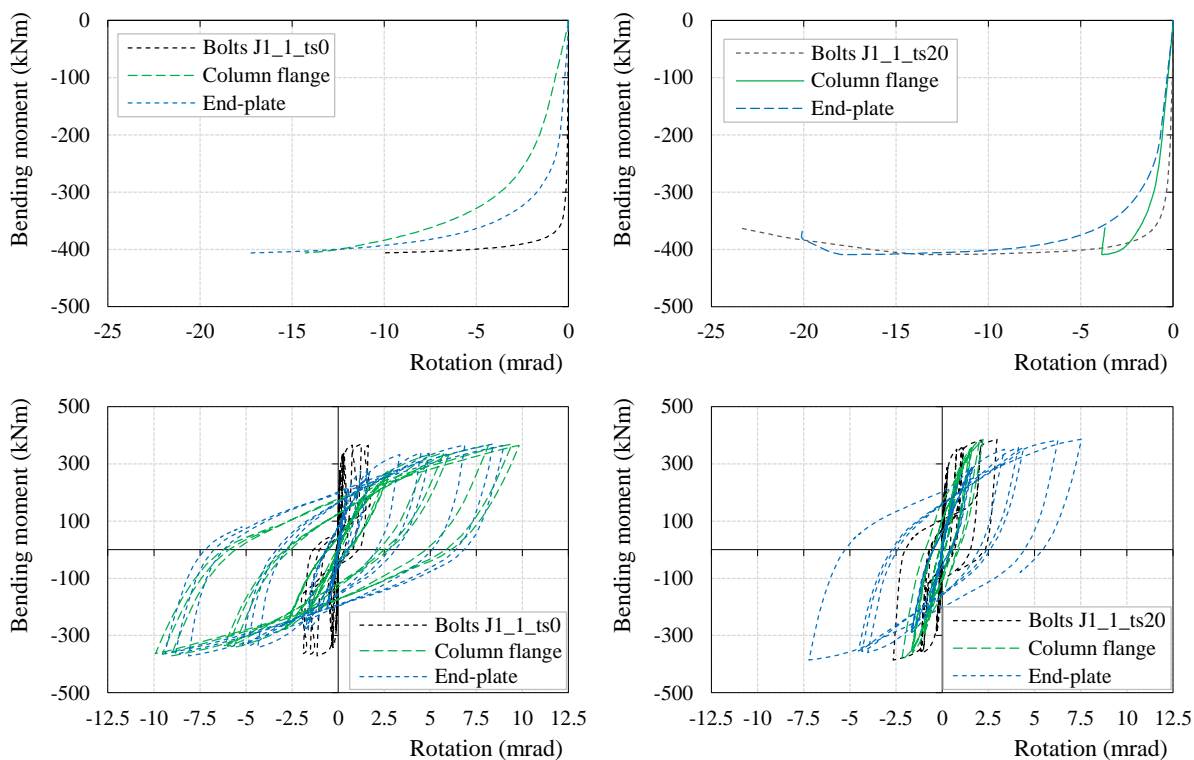 Bending moment (kNm)
0
-100
-200
-300
-400
-500
Bolts J1_1_ts0
Column flange
End-plate
-25 -20 -15 -10 -5 0
Rotation (mrad)
Bending moment (kNm)
0
-100
-200
-300
-400
-500
Bolts J1_1_ts20
Column flange
End-plate
-25 -20 -15 -10 -5 0
Rotation (mrad)
Bending moment (kNm)
500
300
100
-100
-300
-500
Bolts J1_1_ts0
Column flange
End-plate
-12.5 -10 -7.5 -5 -2.5 0 2.5 5 7.5 10 12.5
Rotation (mrad)
Bending moment (kNm)
500
300
100
-100
-300
-500
Bolts J1_1_ts20
Column flange
End-plate
-12.5 -10 -7.5 -5 -2.5 0 2.5 5 7.5 10 12.5
Rotation (mrad)